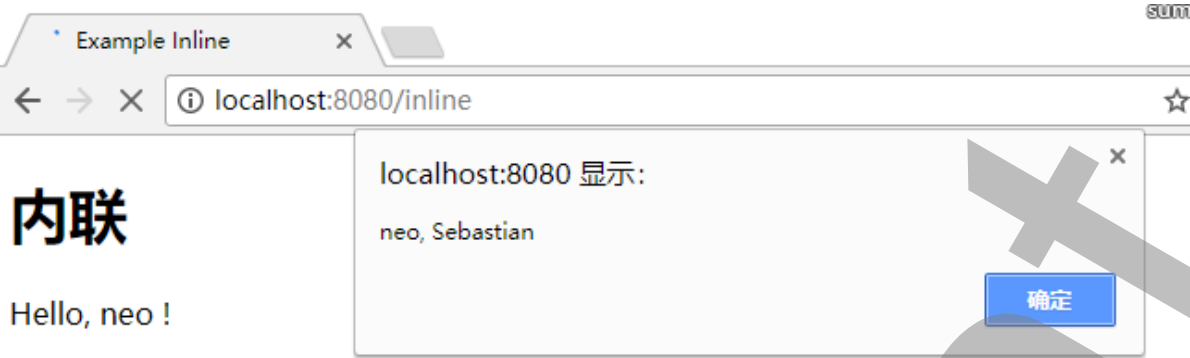 Example Inline
localhost:8080/inline
内联
Hello, neo !
localhost:8080 显示:
neo, Sebastian
确定